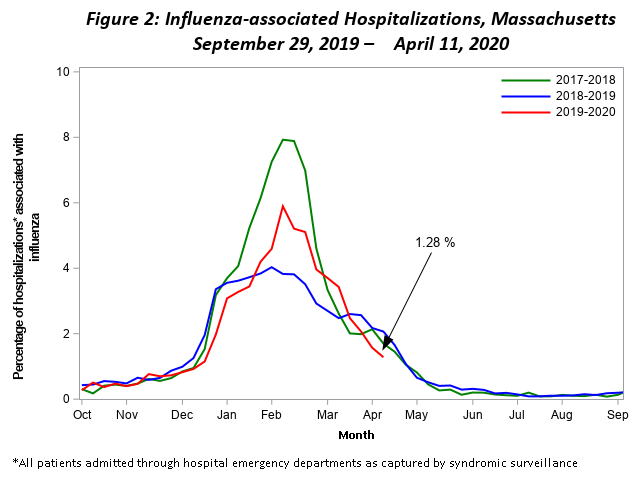 Figure 2: Influenza-associated Hospitalizations, Massachusetts
September 29, 2019 – April 11, 2020
10
8
6
4
2
0
Percentage of hospitalizations* associated with
influenza
2017-2018
2018-2019
2019-2020
1.28 %
Oct Nov Dec Jan Feb Mar Apr May Jun Jul Aug Sep
Month
*All patients admitted through hospital emergency departments as captured by syndromic surveillance